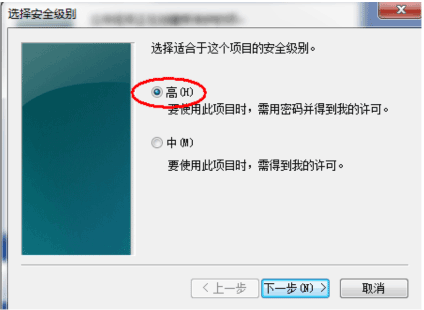 选择安全级别
选择适合于这个项目的安全级别。
高(H)
要使用此项目时，需用密码并得到我的许可。
中(M)
要使用此项目时，需得到我的许可。
<上一步 下一步(N)> 取消